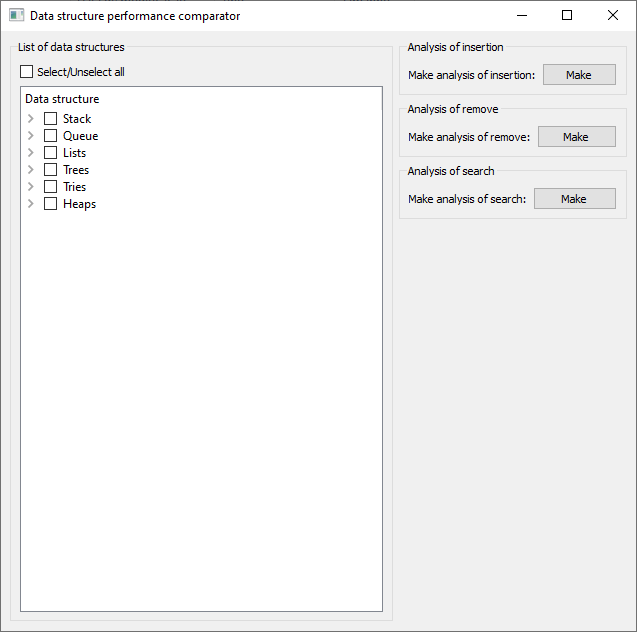 Data structure performance comparator
List of data structures
Select/Unselect all
Data structure
Stack
Queue
Lists
Trees
Tries
Heaps
Analysis of insertion
Make analysis of insertion: Make
Analysis of remove
Make analysis of remove: Make
Analysis of search
Make analysis of search: Make